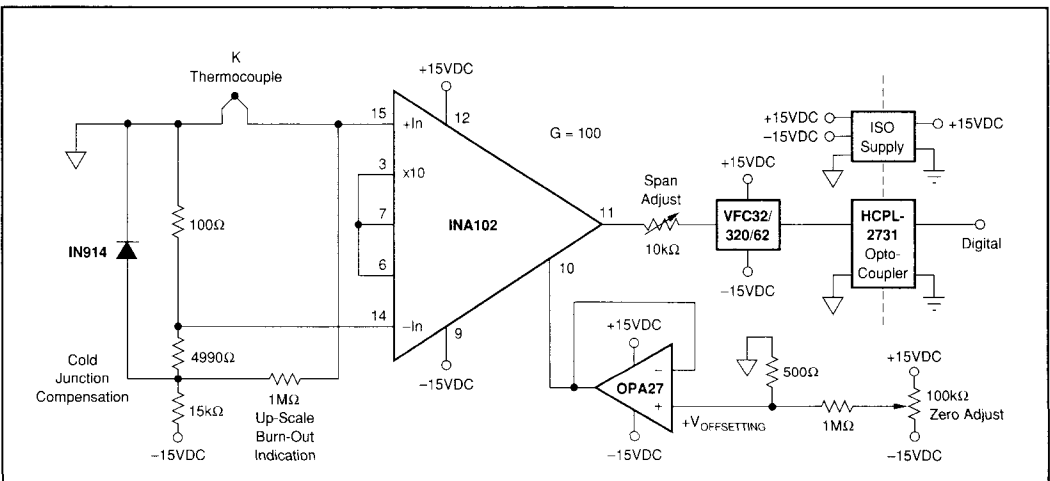 K
Thermocouple
+15VDC
15
+In
12
G = 100
3
x10
7
6
INA102
11
10
14
–In
9
–15VDC
100Ω
IN914
4990Ω
Cold
Junction
Compensation
15kΩ
–15VDC
1MΩ
Up-Scale
Burn-Out
Indication
Span
Adjust
10kΩ
+15VDC
VFC32/
320/62
–15VDC
+15VDC
–15VDC
ISO
Supply
+15VDC
HCPL-
2731
Opto-
Coupler
Digital
+15VDC
–
OPA27
+
–15VDC
500Ω
+VOFFSETTING
1MΩ
+15VDC
100kΩ
Zero Adjust
–15VDC